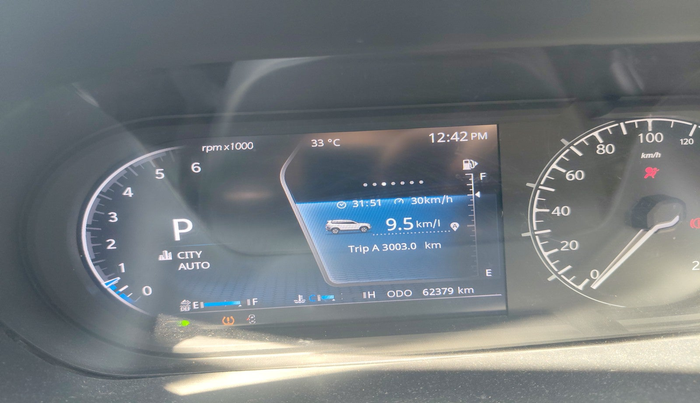 rpm x1000
33 °C
12:42 PM
6
5
4
3
2
1
0
P
CITY
AUTO
F
31:51
30km/h
9.5 km/l
Trip A 3003.0 km
E
E F
H
ODO 62379 km
0
20
40
60
80
100
120
km/h
2